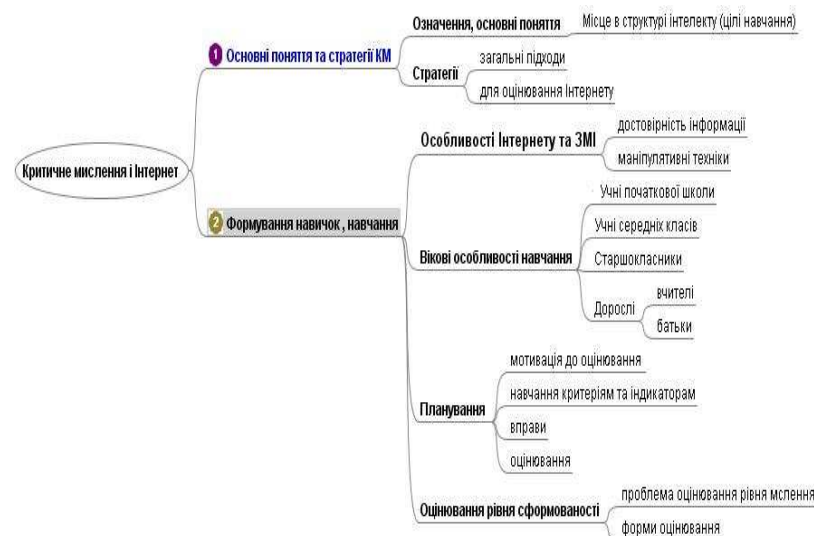 Критичне мислення і Інтернет
1 Основні поняття та стратегії КМ
Означення, основні поняття
Місце в структурі інтелекту (цілі навчання)
Стратегії
загальні підходи
для оцінювання Інтернету
2 Формування навичок , навчання
Особливості Інтернету та ЗМІ
достовірність інформації
маніпулятивні техніки
Вікові особливості навчання
Учні початкової школи
Учні середніх класів
Старшокласники
Дорослі
вчителі
батьки
Планування
мотивація до оцінювання
навчання критеріям та індикаторам
вправи
оцінювання
Оцінювання рівня сформованості
проблема оцінювання рівня мслення
форми оцінювання